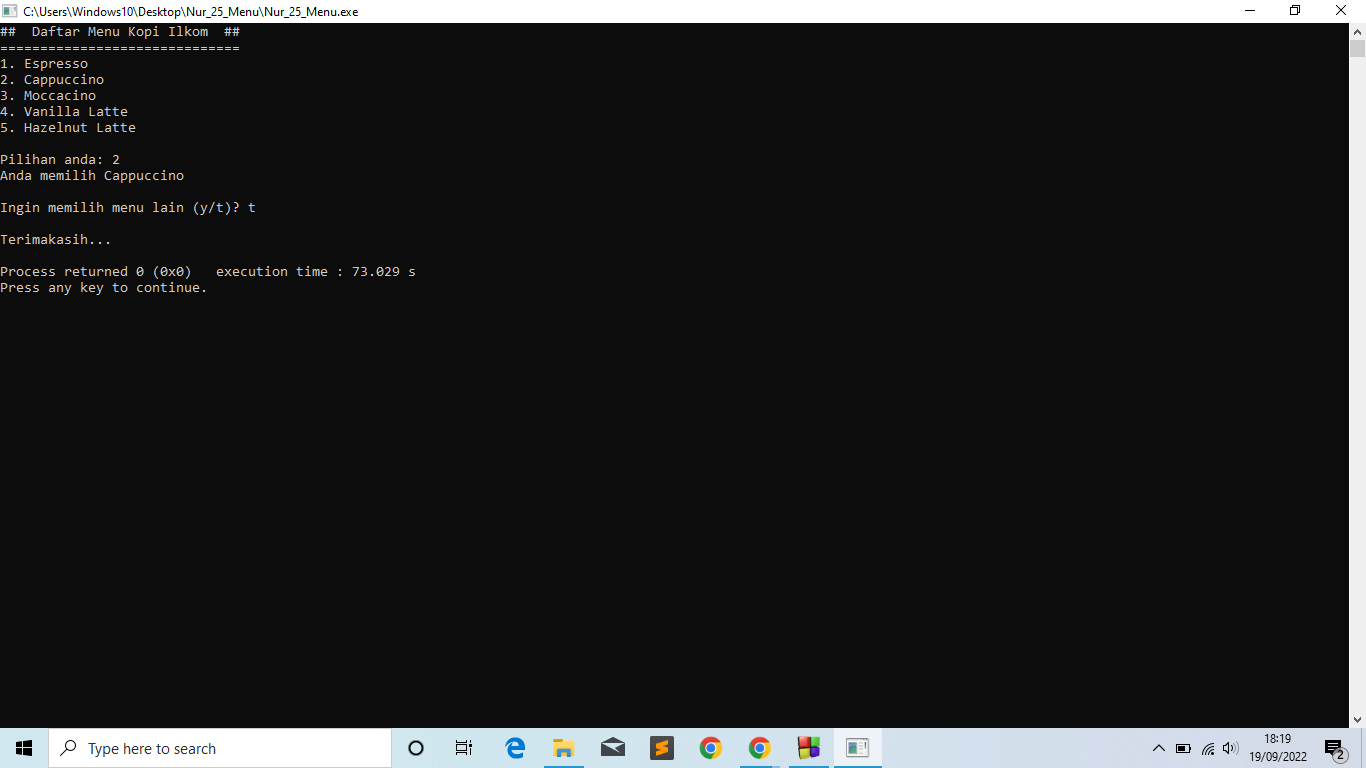 C:\Users\Windows10\Desktop\Nur_25_Menu\Nur_25_Menu.exe
##  Daftar Menu Kopi Ilkom  ##
==============================
1. Espresso
2. Cappuccino
3. Moccacino
4. Vanilla Latte
5. Hazelnut Latte
Pilihan anda: 2
Anda memilih Cappuccino
Ingin memilih menu lain (y/t)? t
Terimakasih...
Process returned 0 (0x0)   execution time : 73.029 s
Press any key to continue.
Type here to search
18:19
19/09/2022
2